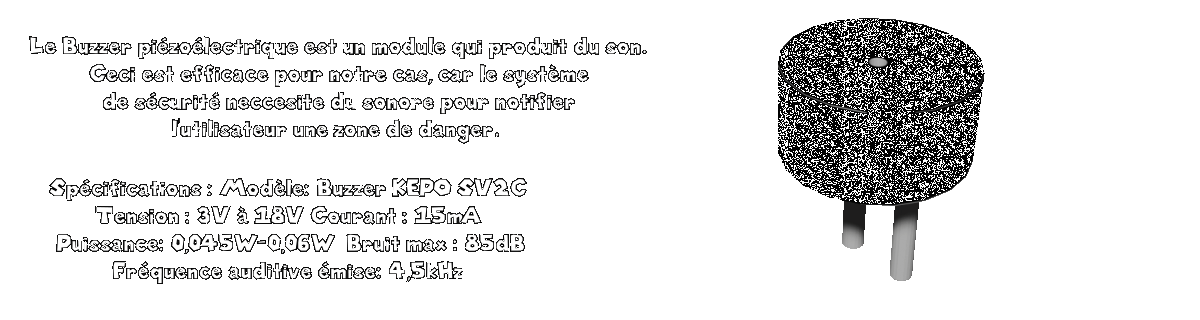 Le Buzzer piézoélectrique est un module qui produit du son.
Ceci est efficace pour notre cas, car le système
de sécurité neccesite du sonore pour notifier
l'utilisateur une zone de danger.
Spécifications : Modèle: Buzzer KEPO SV2C
Tension : 3V à 18V Courant : 15mA
Puissance: 0,045W-0,06W Bruit max : 85dB
Fréquence auditive émise: 4,5kHz